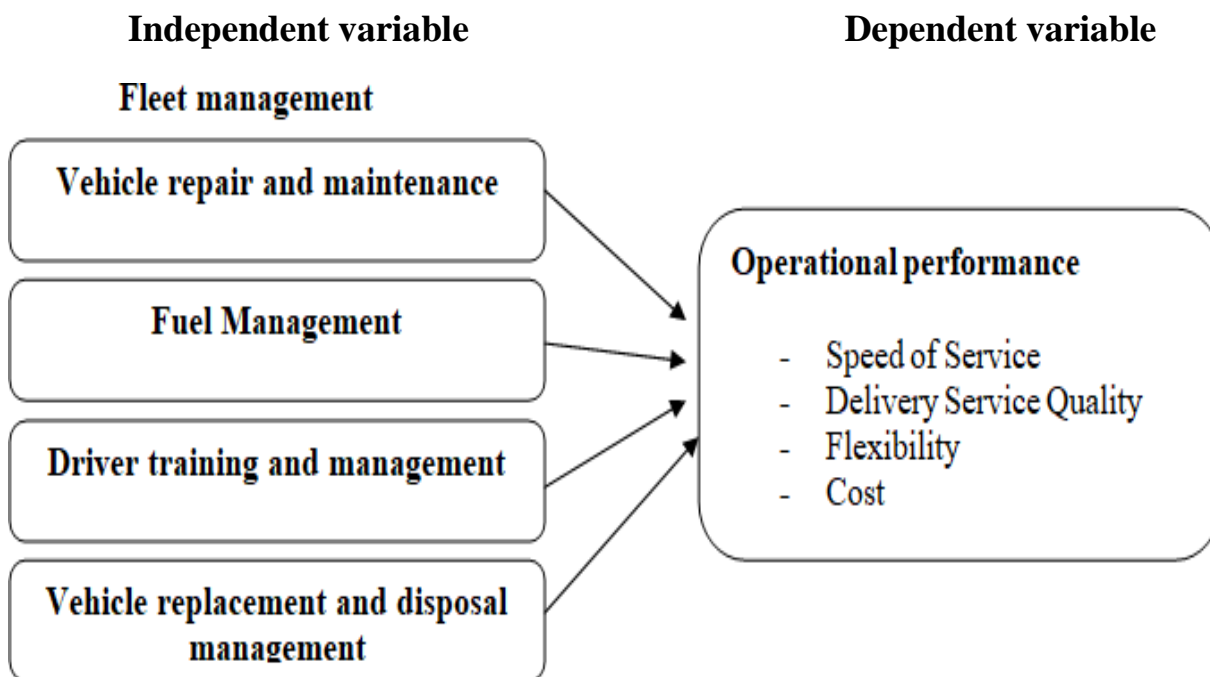 Independent variable
Dependent variable
Fleet management
Vehicle repair and maintenance
Fuel Management
Driver training and management
Vehicle replacement and disposal
management
Operational performance
- Speed of Service
- Delivery Service Quality
- Flexibility
- Cost